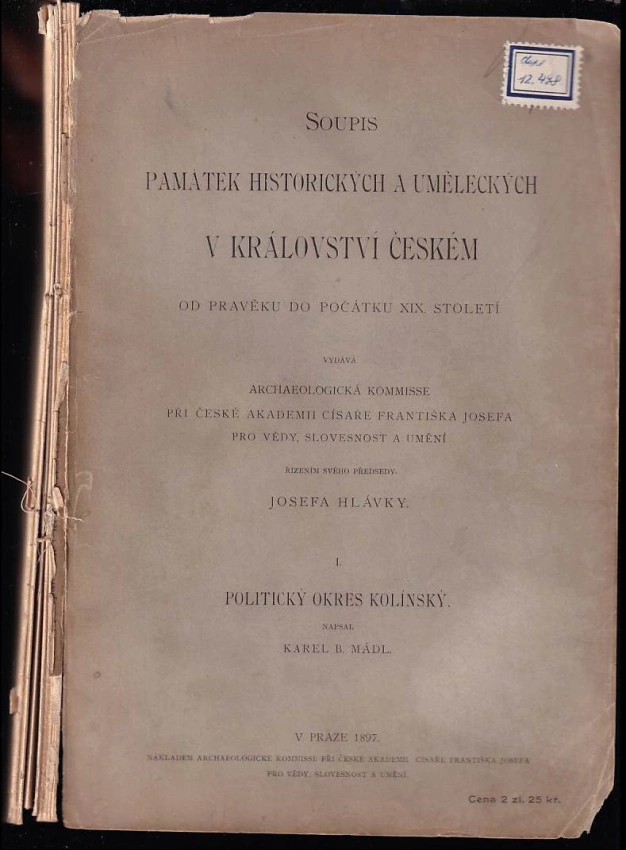 12.478.
SOUPIS
PAMÁTEK HISTORICKÝCH A UMĚLECKÝCH
V KRÁLOVSTVÍ ČESKÉM
OD PRAVĚKU DO POČÁTKU XIX. STOLETÍ
VYDÁVÁ
ARCHAEOLOGICKÁ KOMMISSE
PŘI ČESKÉ AKADEMII CÍSAŘE FRANTIŠKA JOSEFA
PRO VĚDY, SLOVESNOST A UMĚNÍ
ŘÍZENÍM SVÉHO PŘEDSEDY
JOSEFA HLÁVKY.
I.
POLITICKÝ OKRES KOLÍNSKÝ.
NAPSAL
KAREL B. MÁDL.
V PRAZE 1897.
NÁKLADEM ARCHAEOLOGICKÉ KOMMISSE PŘI ČESKÉ AKADEMII CÍSAŘE FRANTIŠKA JOSEFA
PRO VĚDY, SLOVESNOST A UMĚNÍ.
Cena 2 zl. 25 kr.